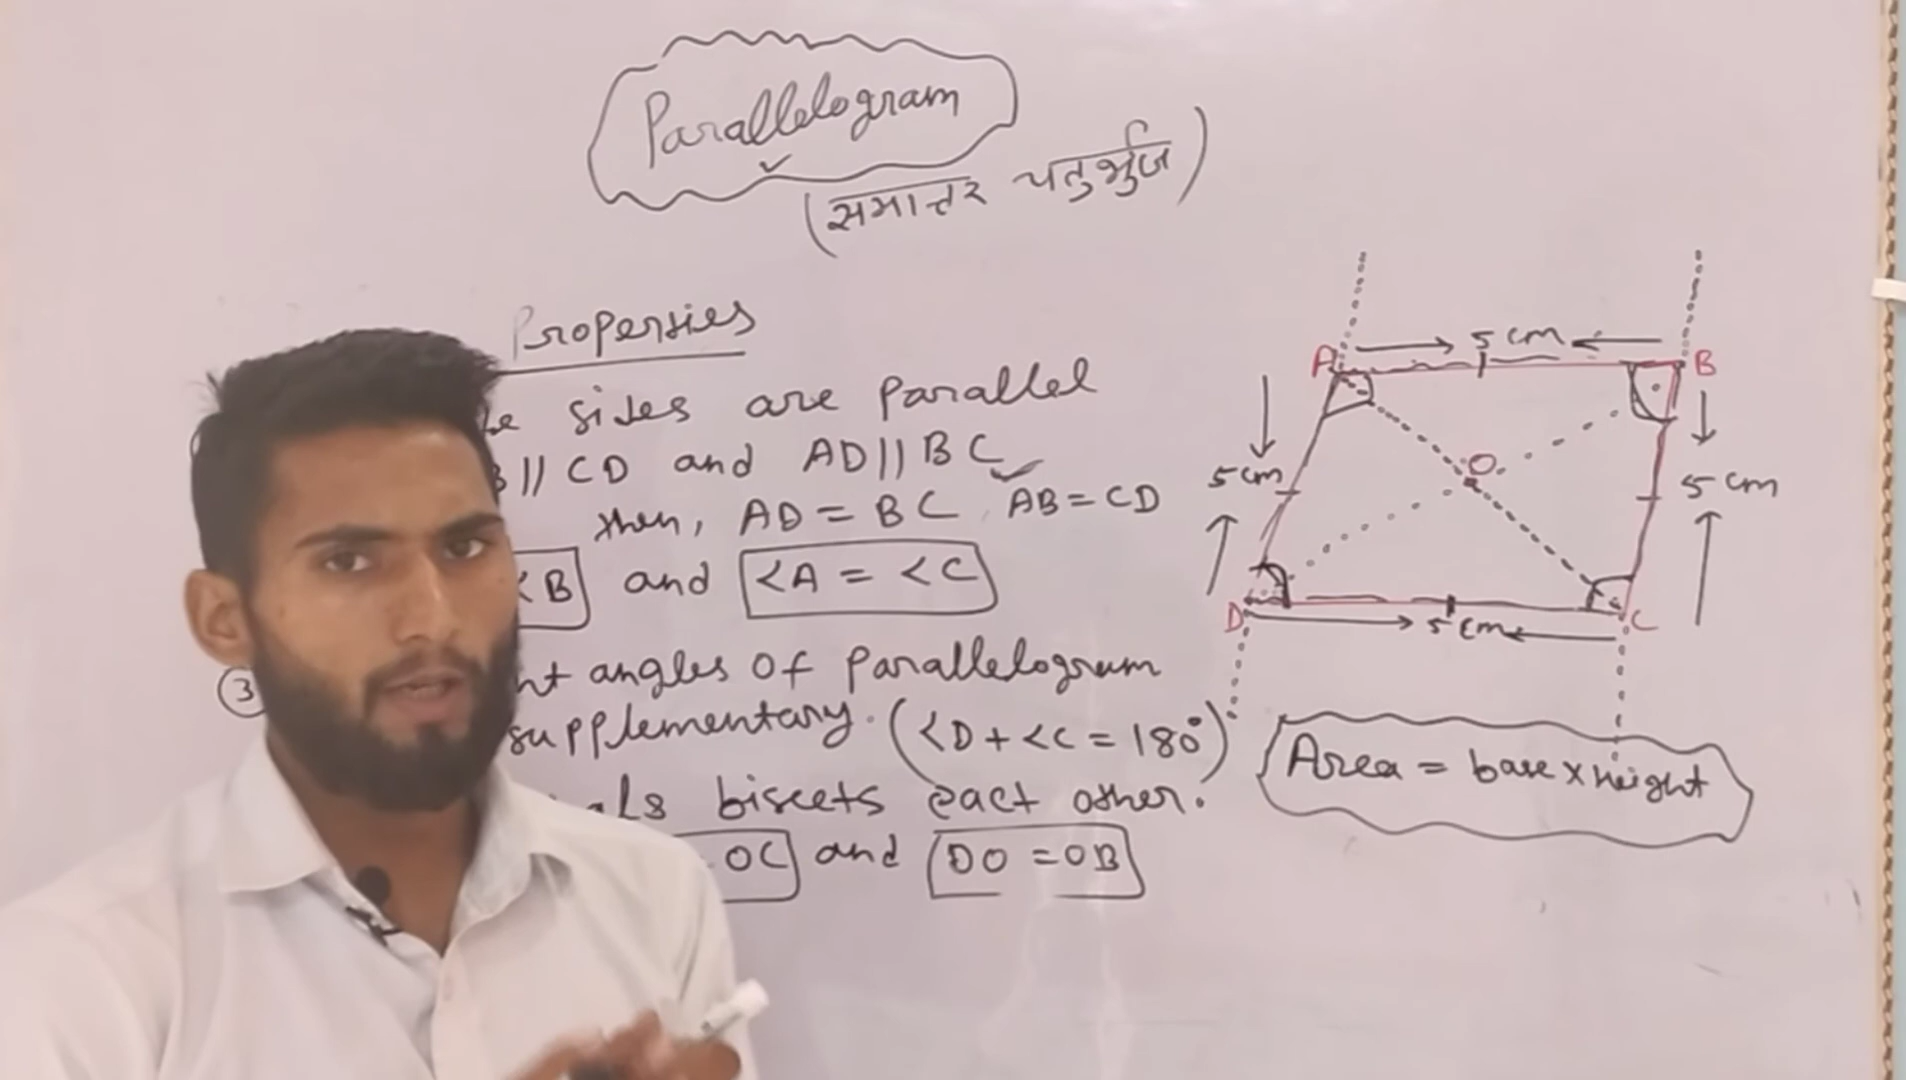 Parallelogram
(समान्तर चतुर्भुज)
Properties
sides are parallel
|| CD and AD || BC
then, AD = BC AB = CD
<B and <A = <C
angles of parallelogram
supplementary. (<D + <C = 180°)
bisects eact other.
OC and DO = OB
3
A
5 cm
B
5 cm
O
5 cm
D
5 cm
C
Area = base x height